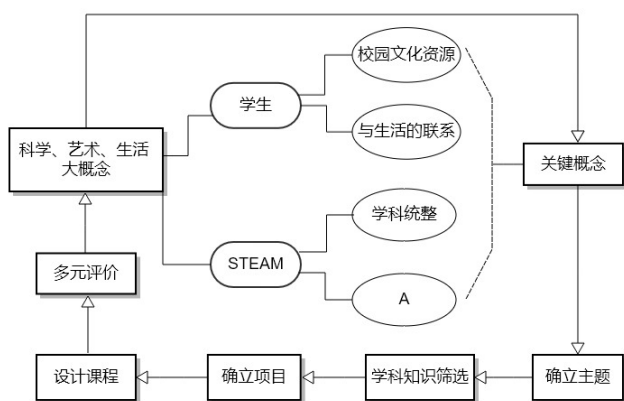 校园文化资源
学生
与生活的联系
科学、艺术、生活
大概念
关键概念
学科统整
STEAM
多元评价
A
设计课程
确立项目
学科知识筛选
确立主题